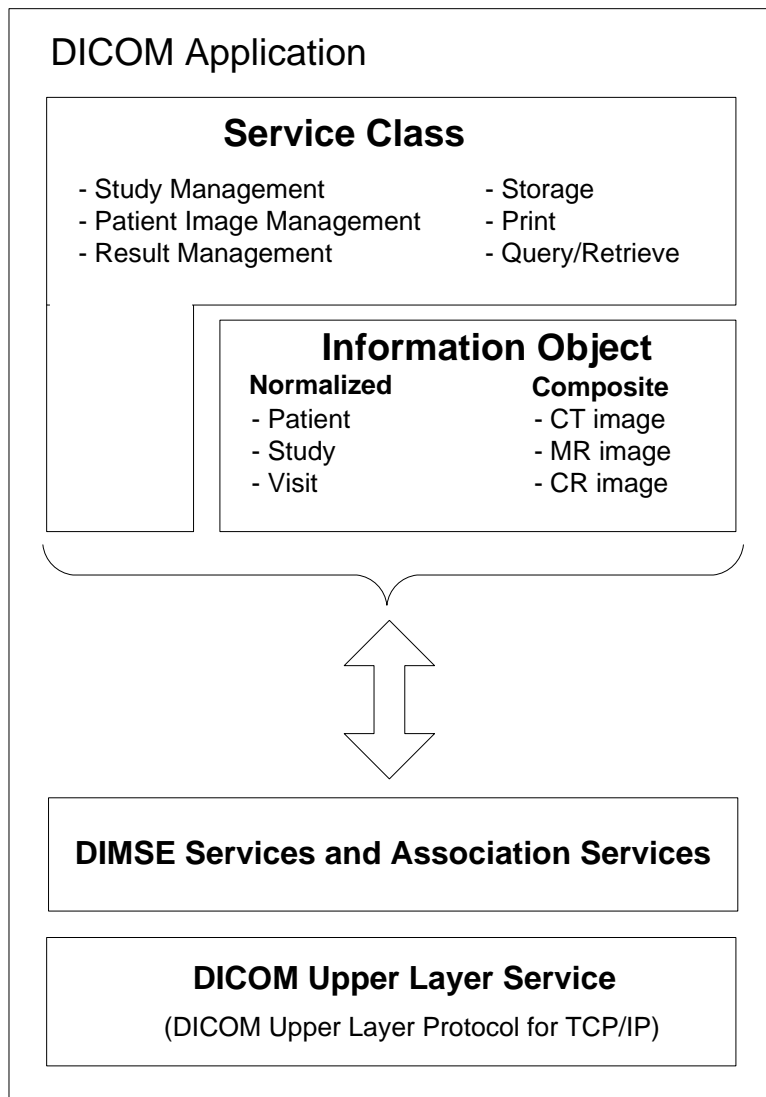 DICOM Application
Service Class
- Study Management
- Patient Image Management
- Result Management
- Storage
- Print
- Query/Retrieve
Information Object
Normalized
- Patient
- Study
- Visit
Composite
- CT image
- MR image
- CR image
DIMSE Services and Association Services
DICOM Upper Layer Service
(DICOM Upper Layer Protocol for TCP/IP)